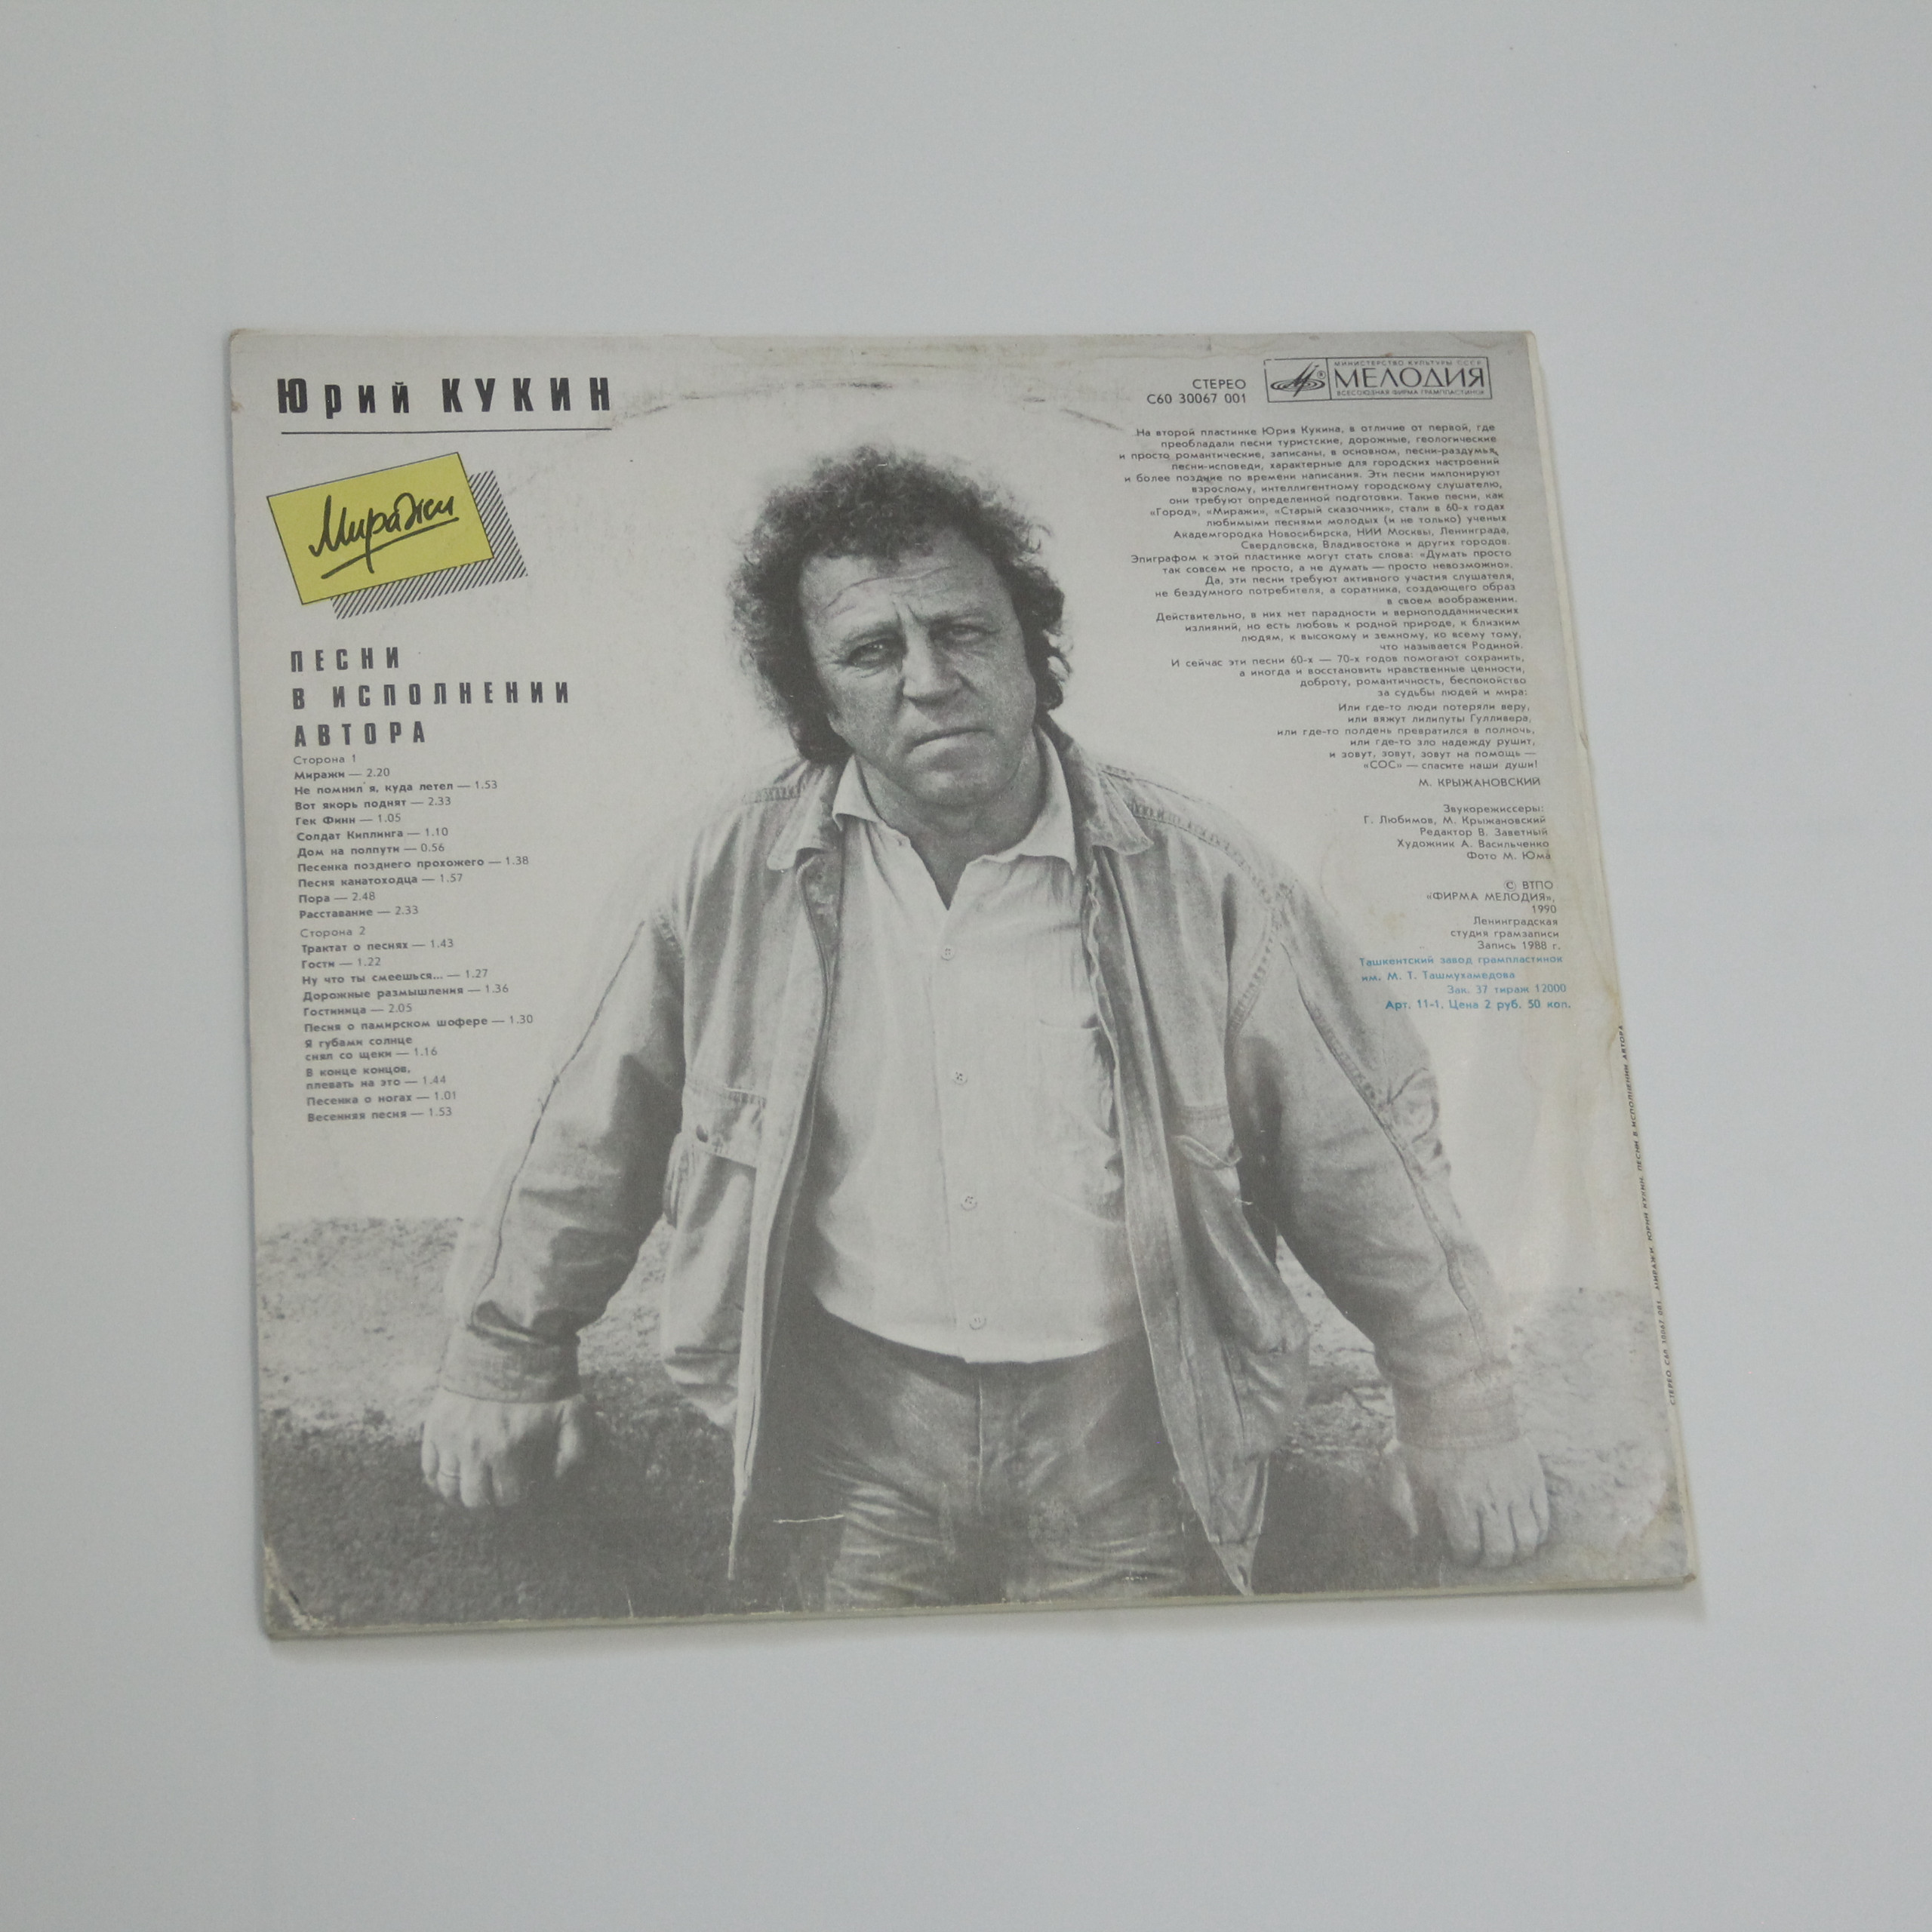 Юрий КУКИН
Миражи
ПЕСНИ
В ИСПОЛНЕНИИ
АВТОРА
Сторона 1
Миражи — 2.20
Не помнил я, куда летел — 1.53
Вот якорь поднят — 2.33
Гек Финн — 1.05
Солдат Киплинга — 1.10
Дом на полпути — 0.56
Песенка позднего прохожего — 1.38
Песня канатоходца — 1.57
Пора — 2.48
Расставание — 2.33
Сторона 2
Трактат о песнях — 1.43
Гости — 1.22
Ну что ты смеешься... — 1.27
Дорожные размышления — 1.36
Гостиница — 2.05
Песня о памирском шофере — 1.30
Я губами солнце
снял со щеки — 1.16
В конце концов,
плевать на это — 1.44
Песенка о ногах — 1.01
Весенняя песня — 1.53
СТЕРЕО
С60 30067 001
МИНИСТЕРСТВО КУЛЬТУРЫ СССР
МЕЛОДИЯ
ВСЕСОЮЗНАЯ ФИРМА ГРАМПЛАСТИНОК
На второй пластинке Юрия Кукина, в отличие от первой, где
преобладали песни туристские, дорожные, геологические
и просто романтические, записаны, в основном, песни-раздумья,
песни-исповеди, характерные для городских настроений
и более поздние по времени написания. Эти песни импонируют
взрослому, интеллигентному городскому слушателю,
они требуют определенной подготовки. Такие песни, как
«Город», «Миражи», «Старый сказочник», стали в 60-х годах
любимыми песнями молодых (и не только) ученых
Академгородка Новосибирска, НИИ Москвы, Ленинграда,
Свердловска, Владивостока и других городов.
Эпиграфом к этой пластинке могут стать слова: «Думать просто
так совсем не просто, а не думать — просто невозможно».
Да, эти песни требуют активного участия слушателя,
не бездумного потребителя, а соратника, создающего образ
в своем воображении.
Действительно, в них нет парадности и верноподданнических
излияний, но есть любовь к родной природе, к близким
людям, к высокому и земному, ко всему тому,
что называется Родиной.
И сейчас эти песни 60-х — 70-х годов помогают сохранить,
а иногда и восстановить нравственные ценности,
доброту, романтичность, беспокойство
за судьбы людей и мира:
Или где-то люди потеряли веру,
или вяжут лилипуты Гулливера,
или где-то полдень превратился в полночь,
или где-то зло надежду рушит,
и зовут, зовут, зовут на помощь —
«СОС» — спасите наши души!
М. КРЫЖАНОВСКИЙ
Звукорежиссеры:
Г. Любимов, М. Крыжановский
Редактор В. Заветный
Художник А. Васильченко
Фото М. Юма
© ВТПО
«ФИРМА МЕЛОДИЯ»,
1990
Ленинградская
студия грамзаписи
Запись 1988 г.
Ташкентский завод грампластинок
им. М. Т. Ташмухамедова
Зак. 37 тираж 12000
Арт. 11-1. Цена 2 руб. 50 коп.
СТЕРЕО С60 30067 001 МИРАЖИ. ЮРИЙ КУКИН. ПЕСНИ В ИСПОЛНЕНИИ АВТОРА